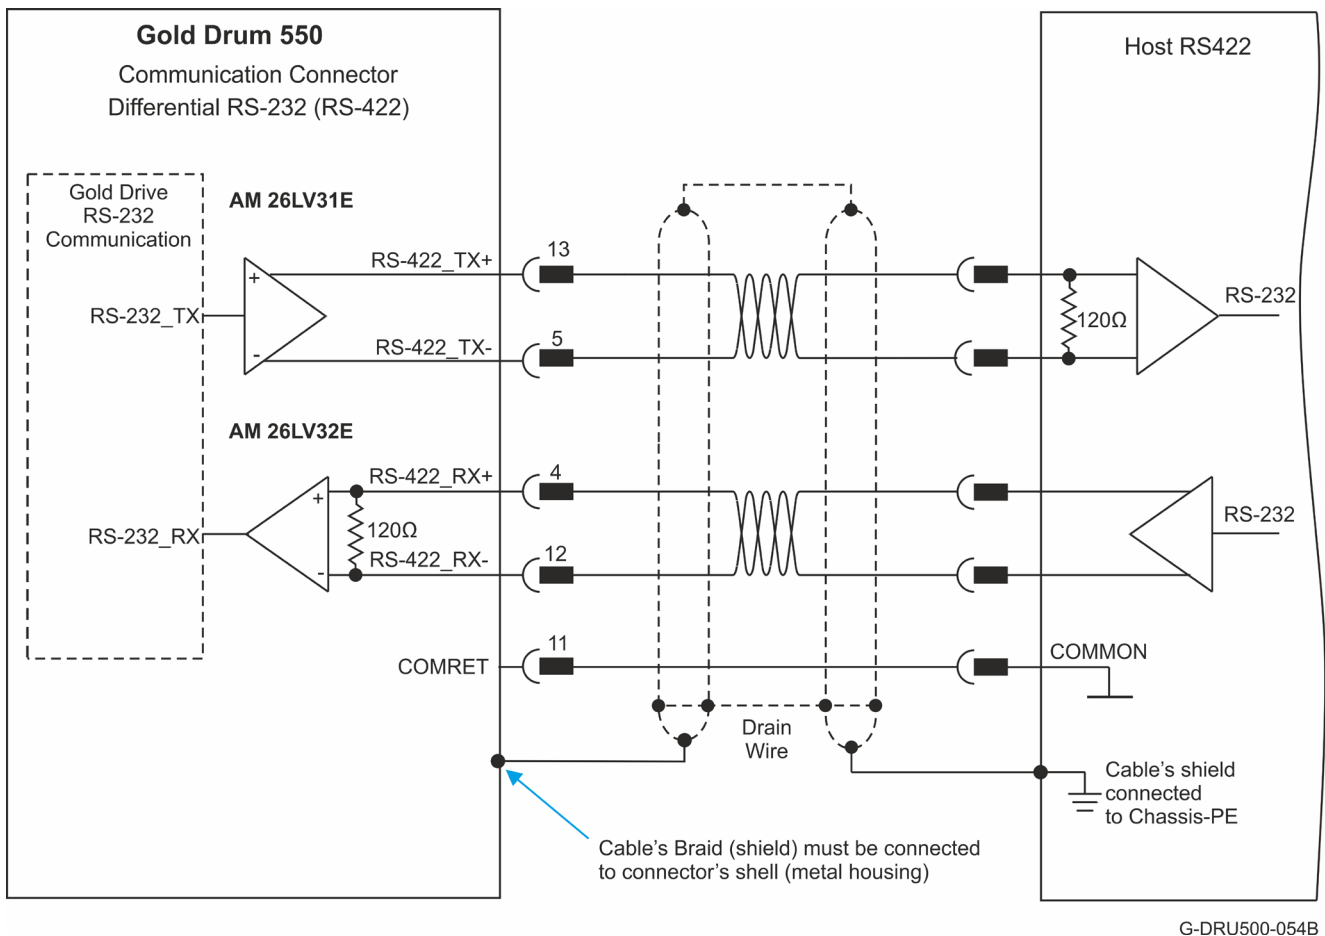 Gold Drum 550
Communication Connector
Differential RS-232 (RS-422)
Host RS422
Gold Drive
RS-232
Communication
AM 26LV31E
RS-422_TX+
13
+
RS-232_TX
-
RS-422_TX-
5
120Ω
RS-232
AM 26LV32E
RS-422_RX+
4
+
RS-232_RX
120Ω
-
RS-422_RX-
12
RS-232
COMRET
11
COMMON
Drain
Wire
Cable's shield
connected
to Chassis-PE
Cable's Braid (shield) must be connected
to connector's shell (metal housing)
G-DRU500-054B